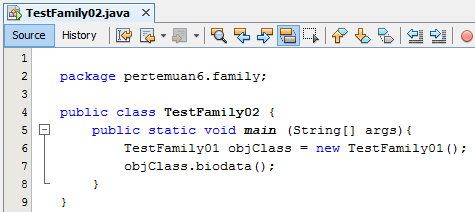 TestFamily02.java
Source History
1
2 package pertemuan6.family;
3
4 public class TestFamily02 {
5 public static void main (String[] args){
6 TestFamily01 objClass = new TestFamily01();
7 objClass.biodata();
8 }
9 }